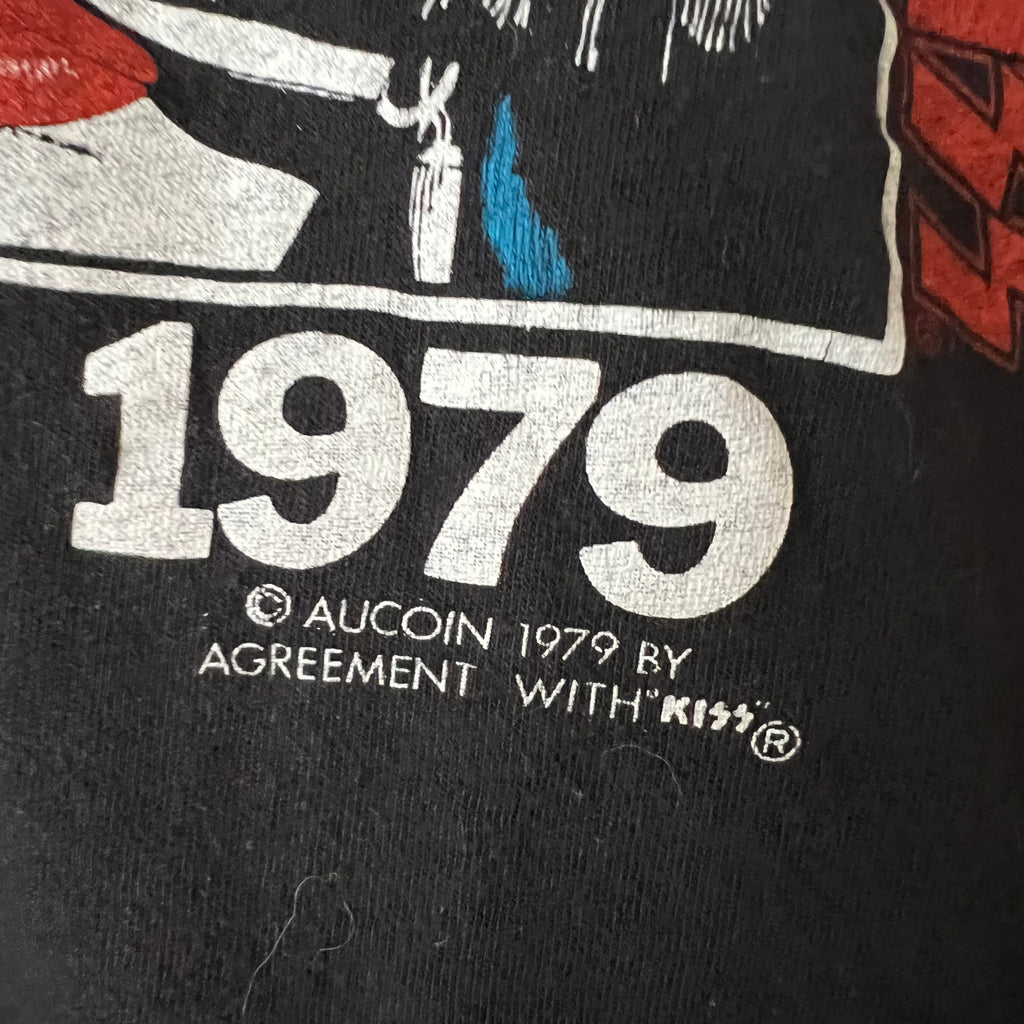 1979
© AUCOIN 1979 BY
AGREEMENT WITH "KISS"®